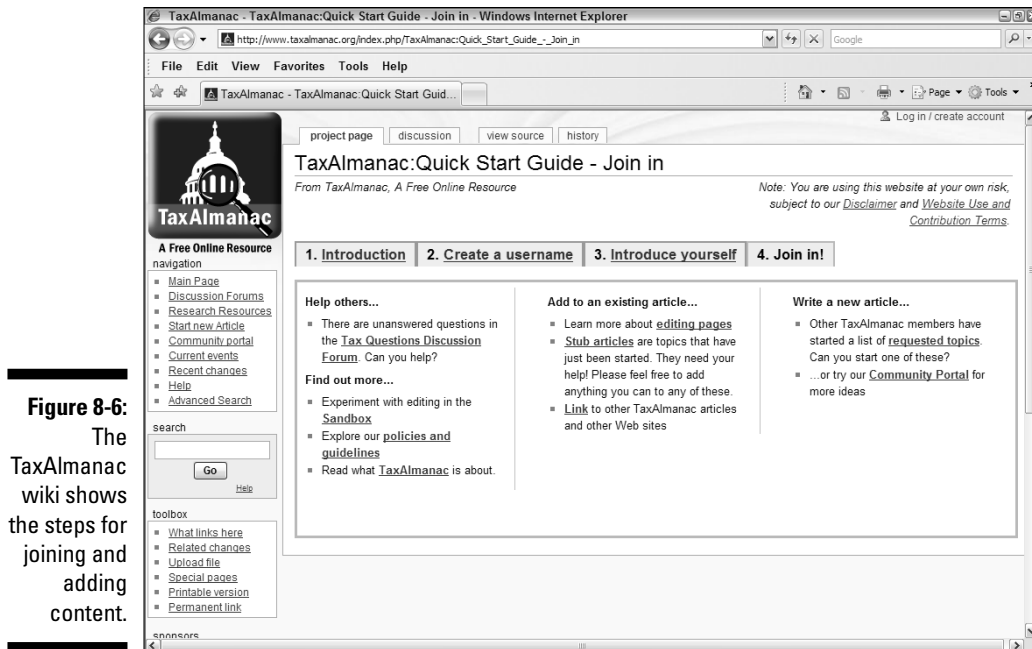 TaxAlmanac - TaxAlmanac:Quick Start Guide - Join in - Windows Internet Explorer
http://www.taxalmanac.org/index.php/TaxAlmanac:Quick_Start_Guide_-_Join_in
Google
File Edit View Favorites Tools Help
TaxAlmanac - TaxAlmanac:Quick Start Guid...
Page Tools
Log in / create account
project page discussion view source history
TaxAlmanac:Quick Start Guide - Join in
From TaxAlmanac, A Free Online Resource
Note: You are using this website at your own risk,
subject to our Disclaimer and Website Use and
Contribution Terms.
TaxAlmanac
A Free Online Resource
navigation
Main Page
Discussion Forums
Research Resources
Start new Article
Community portal
Current events
Recent changes
Help
Advanced Search
search
Go
Help
toolbox
What links here
Related changes
Upload file
Special pages
Printable version
Permanent link
sponsors
1. Introduction 2. Create a username 3. Introduce yourself 4. Join in!
Help others...
There are unanswered questions in
the Tax Questions Discussion
Forum. Can you help?
Find out more...
Experiment with editing in the
Sandbox
Explore our policies and
guidelines
Read what TaxAlmanac is about.
Add to an existing article...
Learn more about editing pages
Stub articles are topics that have
just been started. They need your
help! Please feel free to add
anything you can to any of these.
Link to other TaxAlmanac articles
and other Web sites
Write a new article...
Other TaxAlmanac members have
started a list of requested topics.
Can you start one of these?
...or try our Community Portal for
more ideas
Figure 8-6:
The
TaxAlmanac
wiki shows
the steps for
joining and
adding
content.